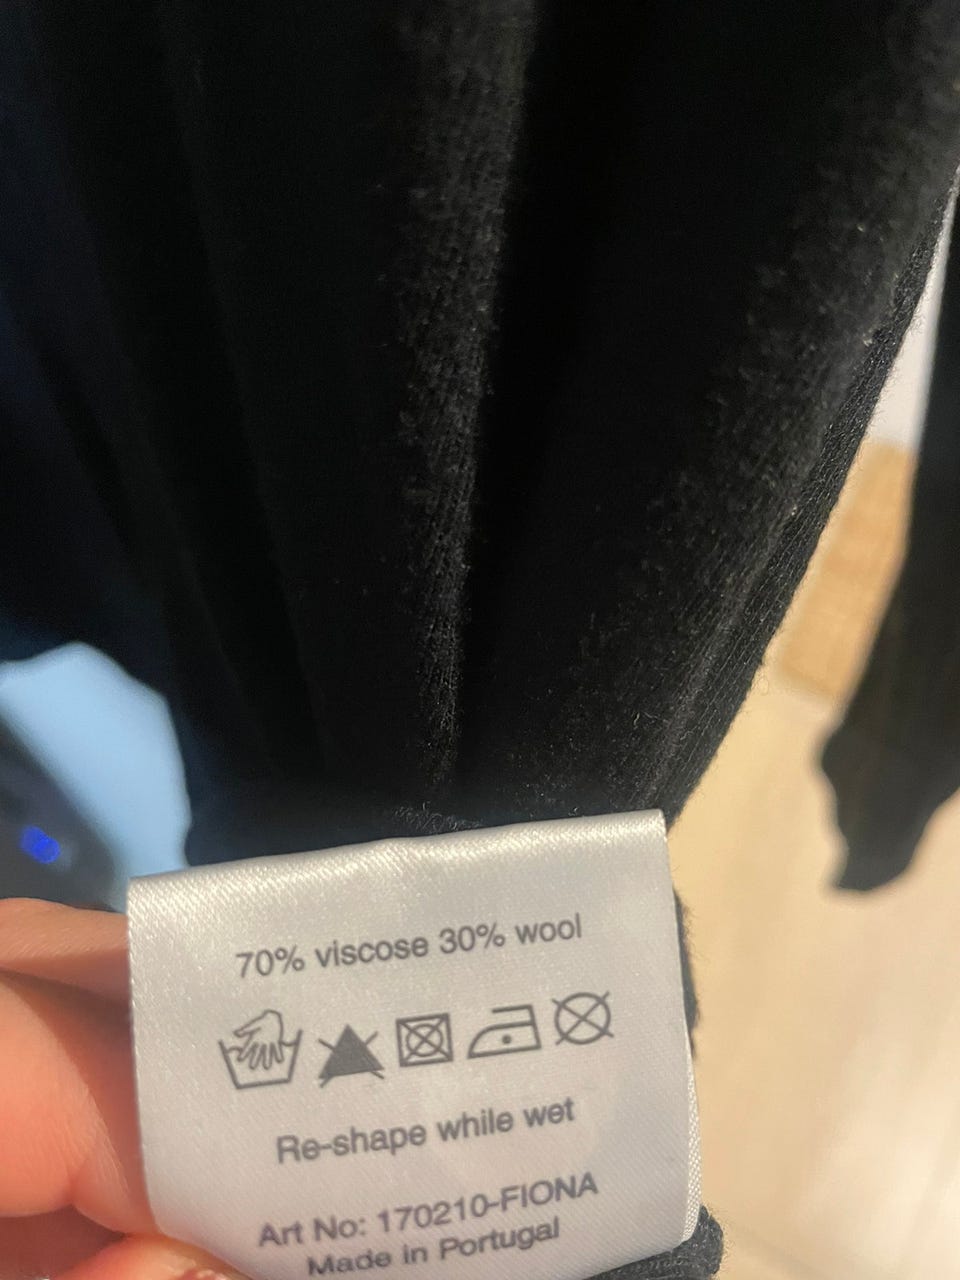 70% viscose 30% wool
Re-shape while wet
Art No: 170210-FIONA
Made in Portugal